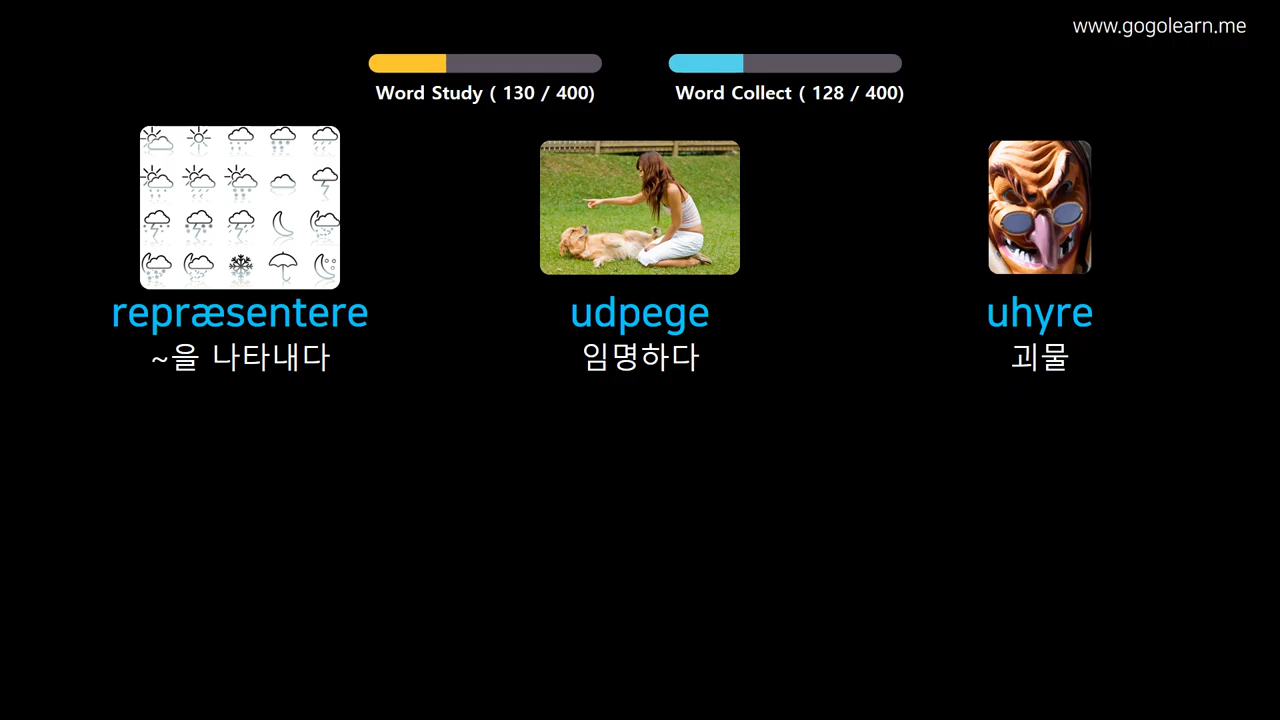 www.gogolearn.me
Word Study ( 130 / 400)
Word Collect ( 128 / 400)
repræsentere
udpege
uhyre
~을 나타내다
임명하다
괴물